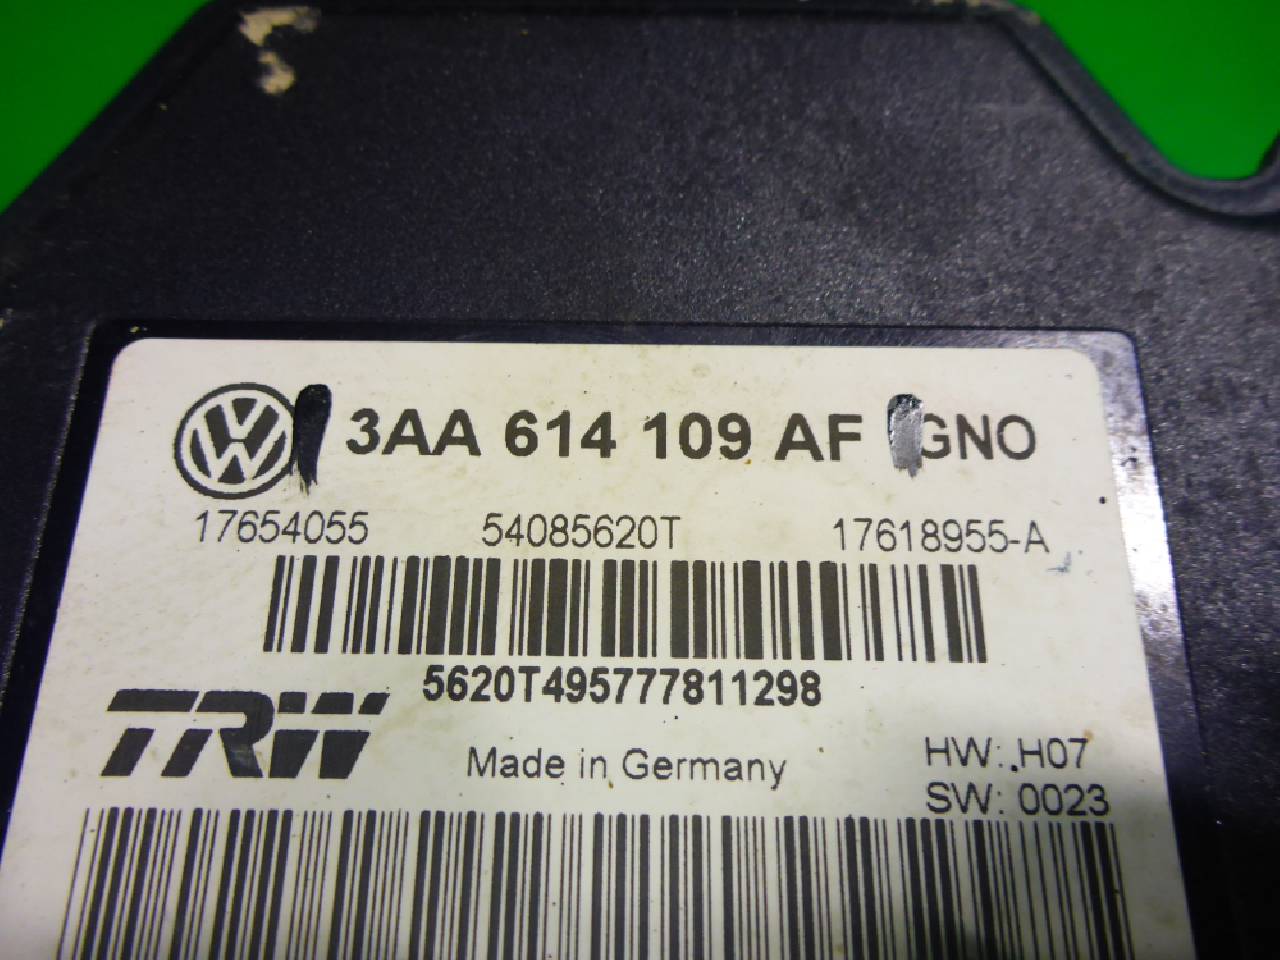 3AA 614 109 AF GNO
17654055 54085620T 17618955-A
5620T495777811298
TRW
Made in Germany
HW: H07
SW: 0023